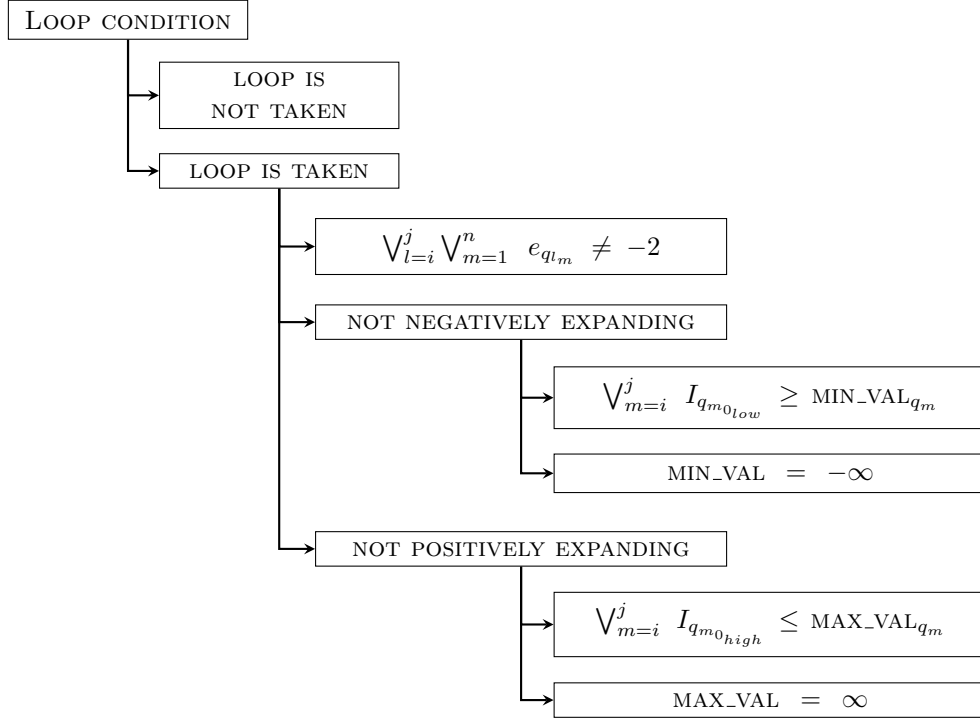 LOOP CONDITION
LOOP IS
NOT TAKEN
LOOP IS TAKEN
⋁_{l=i}^{j} ⋁_{m=1}^{n} e_{q_{l_m}} ≠ −2
NOT NEGATIVELY EXPANDING
⋁_{m=i}^{j} I_{q_{m_{0_{low}}}} ≥ MIN_VAL_{q_m}
MIN_VAL = −∞
NOT POSITIVELY EXPANDING
⋁_{m=i}^{j} I_{q_{m_{0_{high}}}} ≤ MAX_VAL_{q_m}
MAX_VAL = ∞